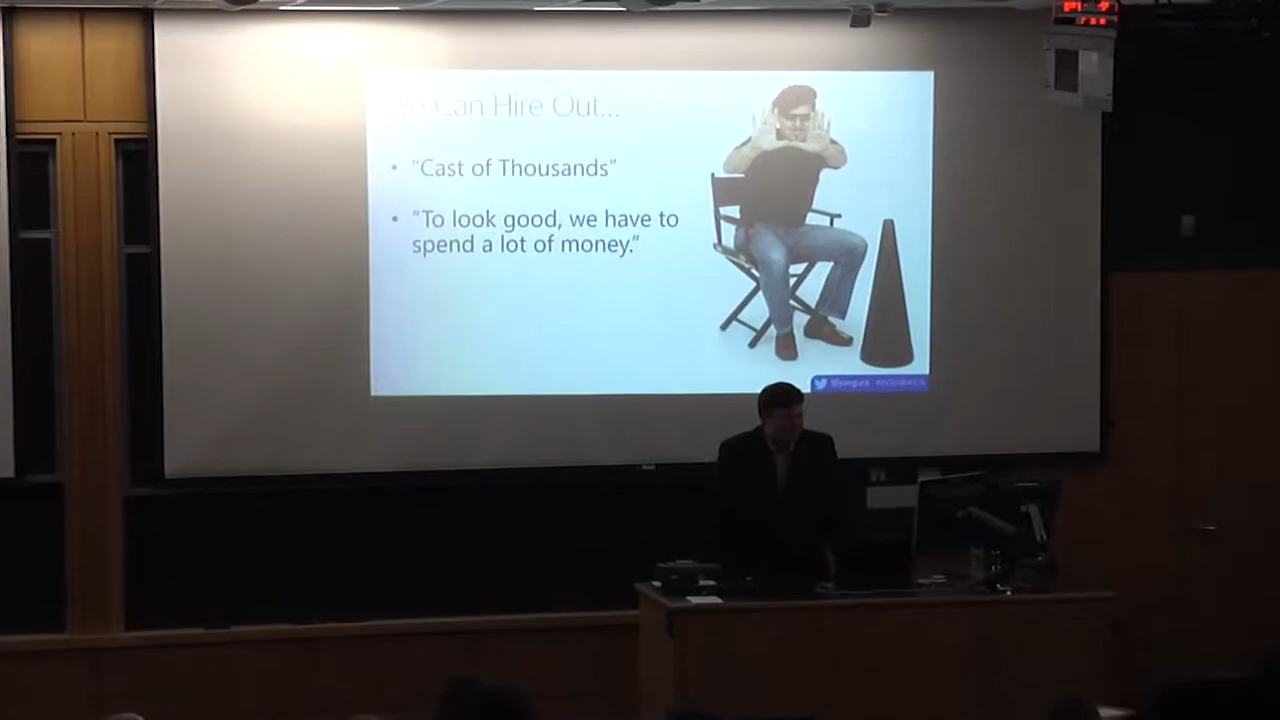 Can Hire Out...
• "Cast of Thousands"
• "To look good, we have to
spend a lot of money."